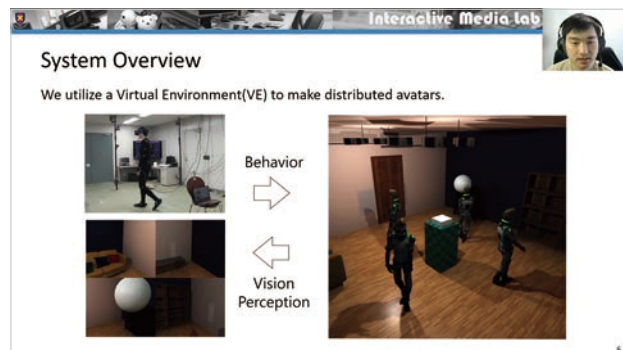 Interactive Media Lab
System Overview
We utilize a Virtual Environment(VE) to make distributed avatars.
Behavior
Vision
Perception